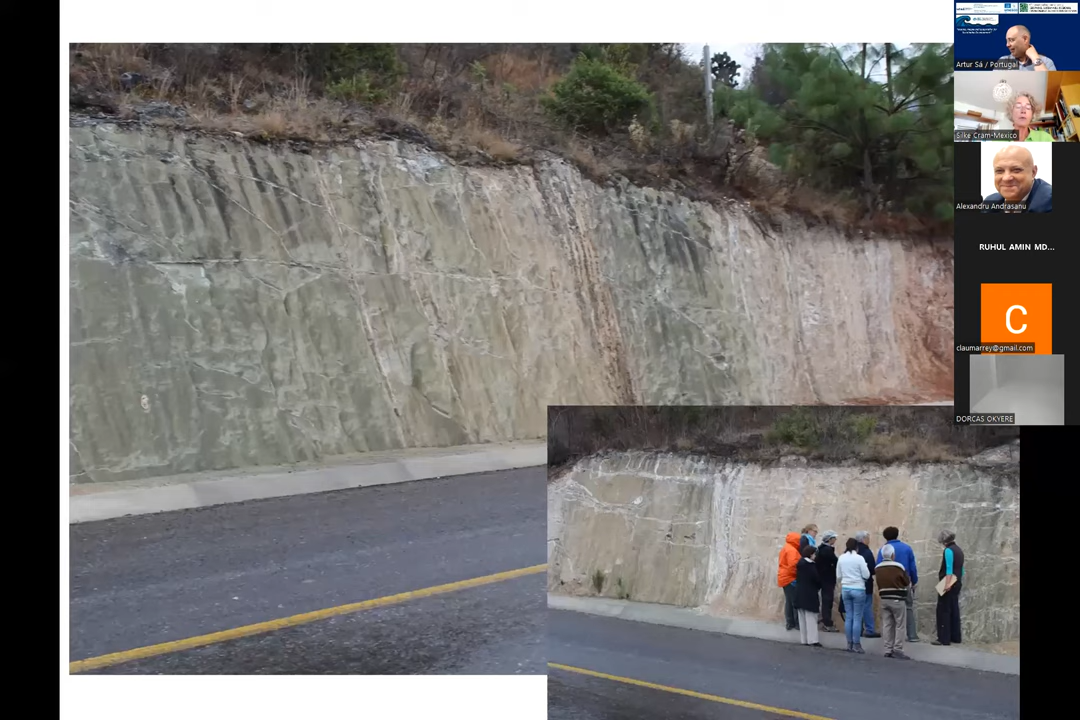 Artur Sá / Portugal
Silke Cram-Mexico
Alexandru Andrasanu
RUHUL AMIN MD...
C
claumarrey@gmail.com
DORCAS OKYERE